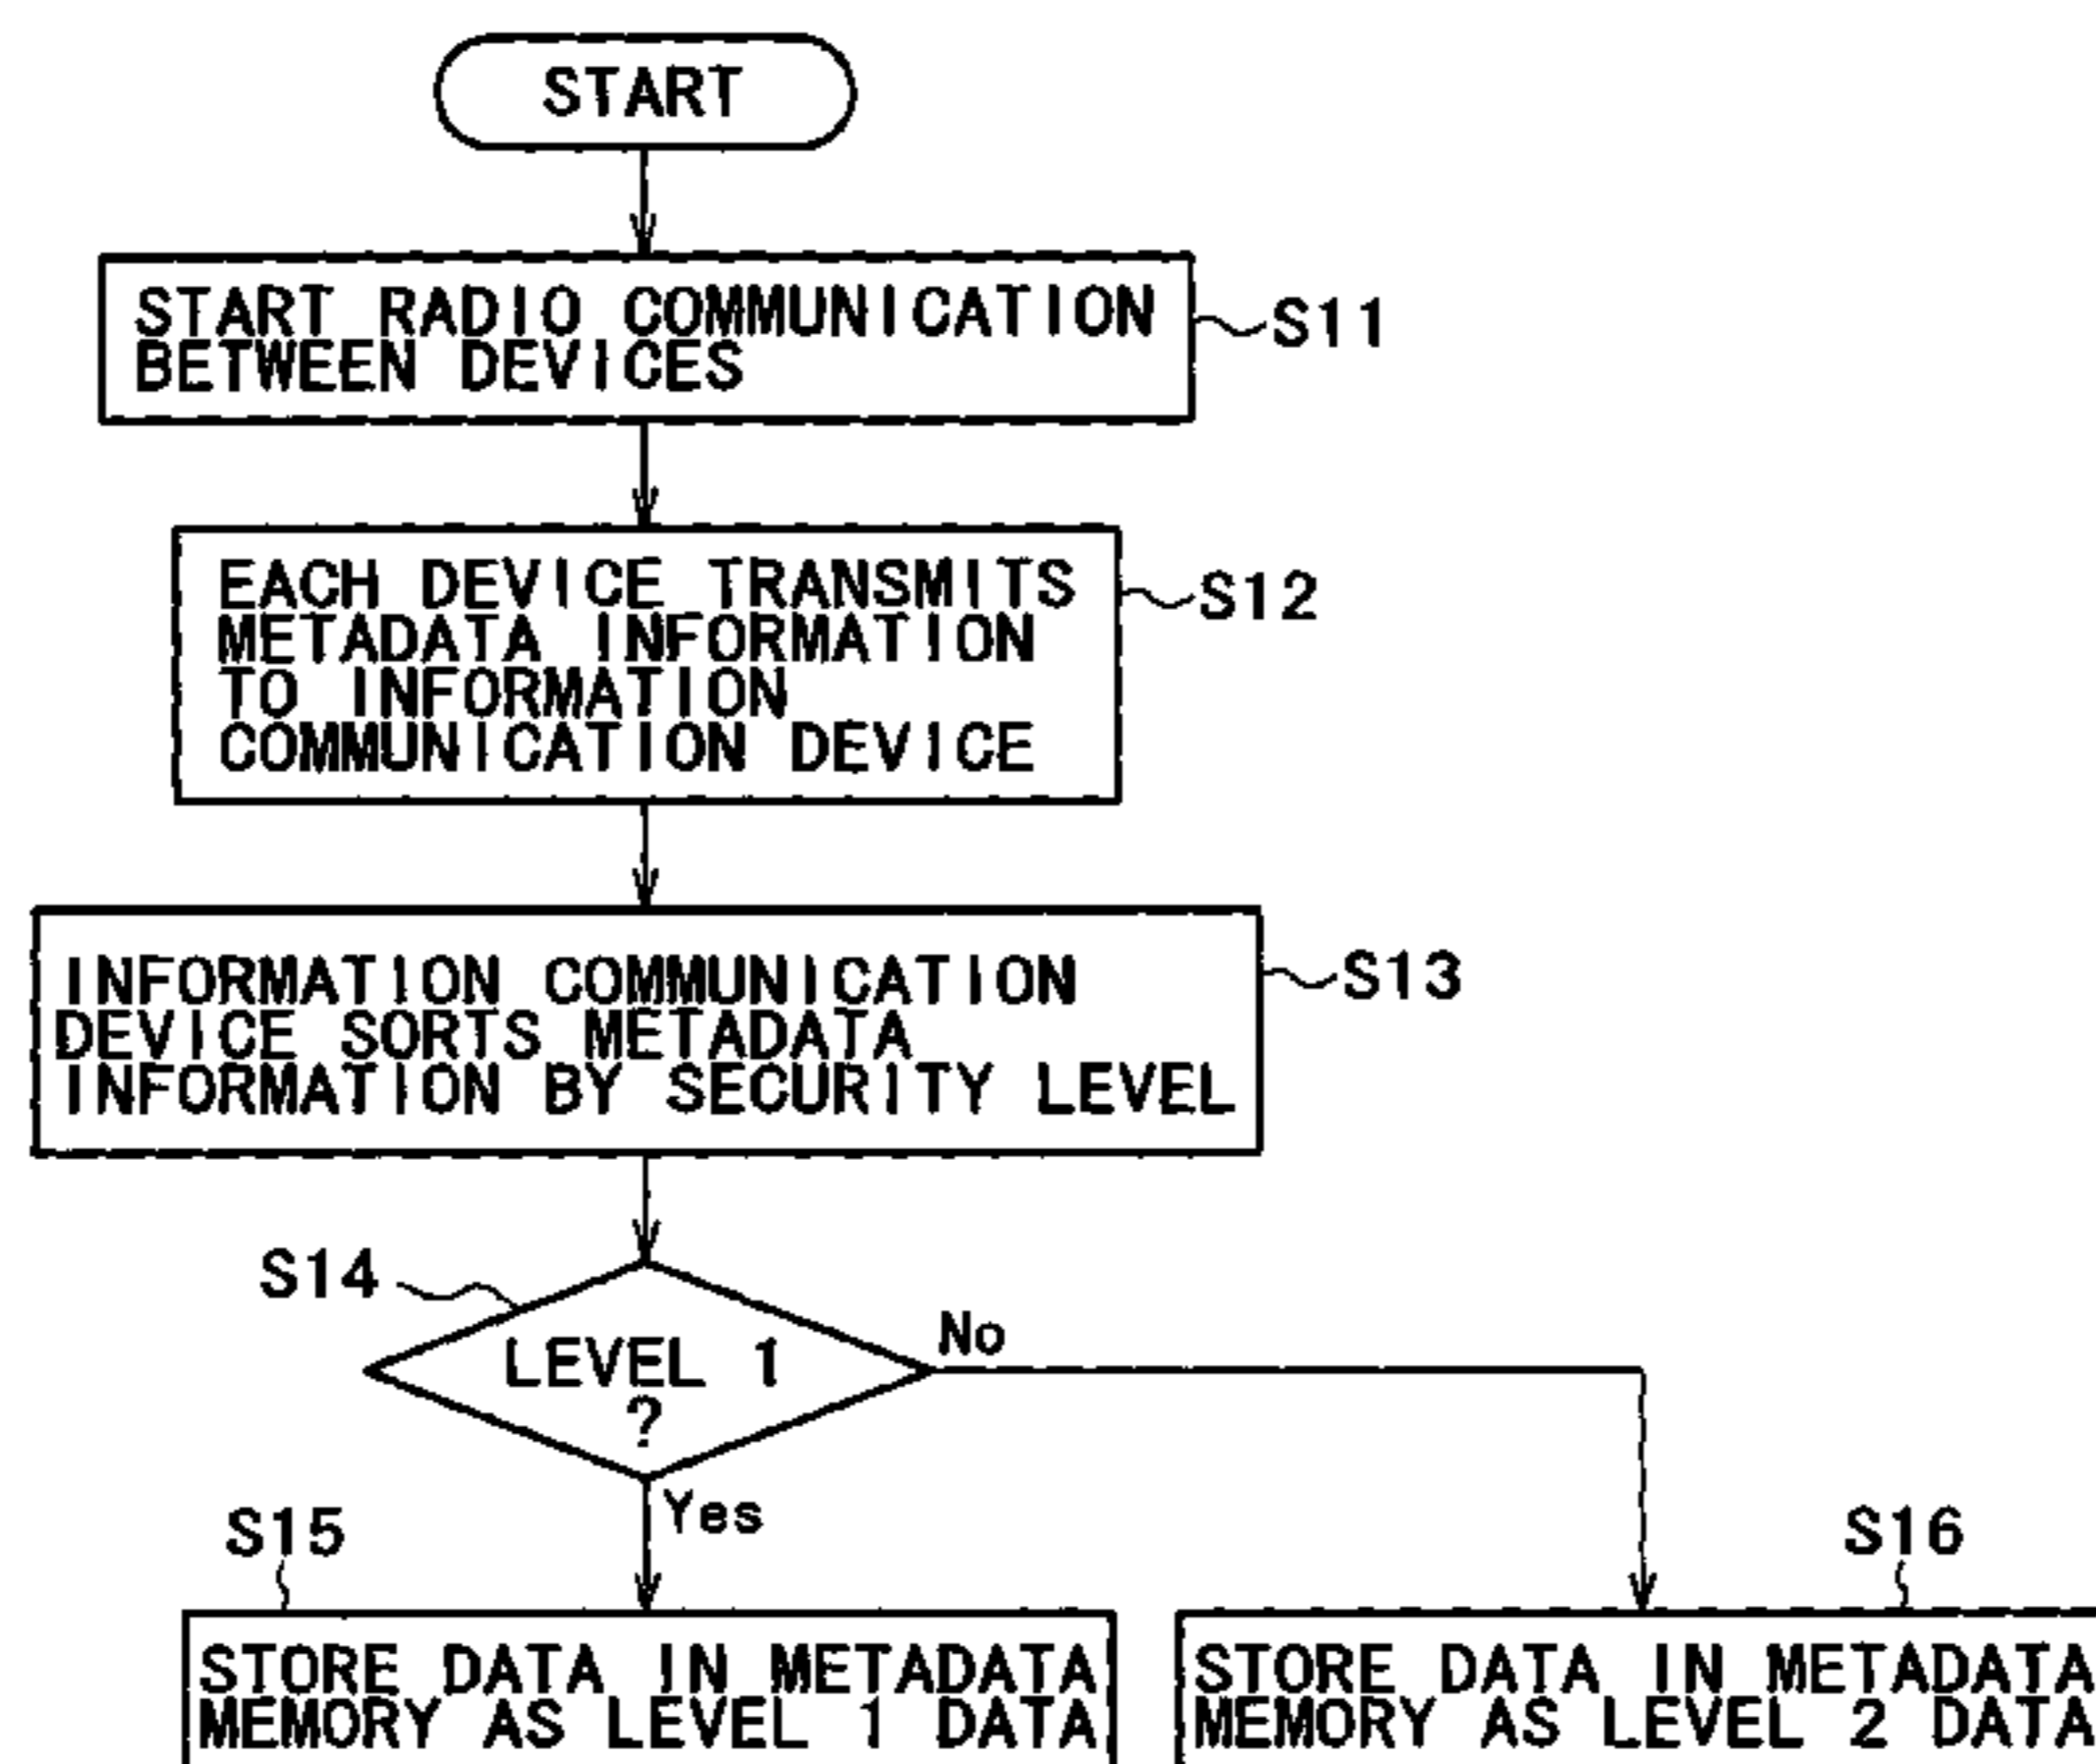 START
START RADIO COMMUNICATION
BETWEEN DEVICES
S11
EACH DEVICE TRANSMITS
METADATA INFORMATION
TO INFORMATION
COMMUNICATION DEVICE
S12
INFORMATION COMMUNICATION
DEVICE SORTS METADATA
INFORMATION BY SECURITY LEVEL
S13
S14
LEVEL 1
?
No
Yes
S15
STORE DATA IN METADATA
MEMORY AS LEVEL 1 DATA
S16
STORE DATA IN METADATA
MEMORY AS LEVEL 2 DATA